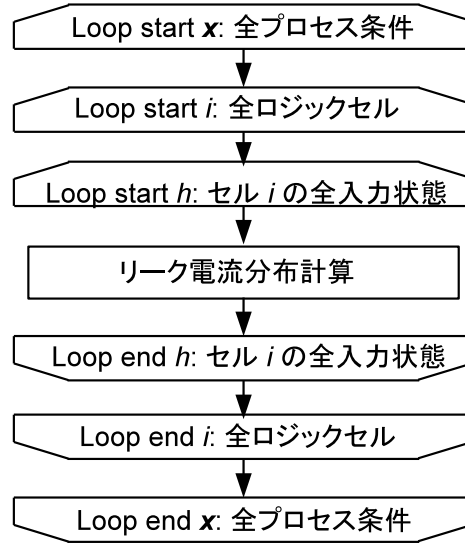 Loop start x: 全プロセス条件
Loop start i: 全ロジックセル
Loop start h: セル i の全入力状態
リーク電流分布計算
Loop end h: セル i の全入力状態
Loop end i: 全ロジックセル
Loop end x: 全プロセス条件